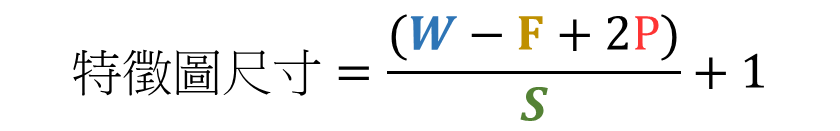 特徵圖尺寸 = (W − F + 2P) / S + 1